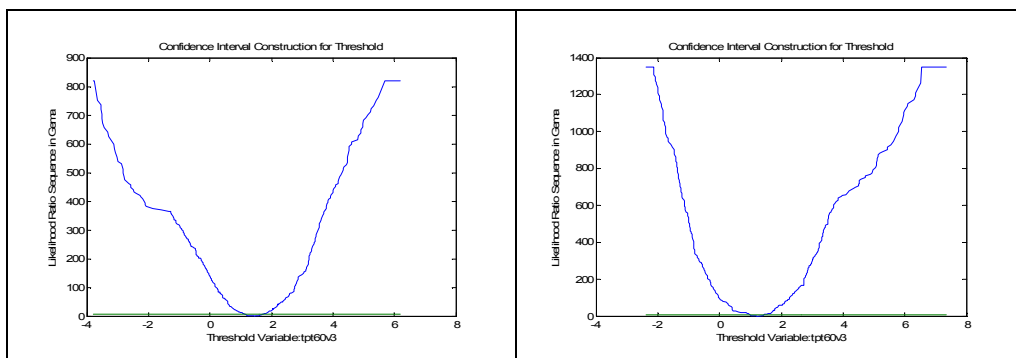 Confidence Interval Construction for Threshold
900
800
700
600
500
400
300
200
100
0
-4 -2 0 2 4 6 8
Likelihood Ratio Sequence in Gema
Threshold Variable:tpt60v3
Confidence Interval Construction for Threshold
1400
1200
1000
800
600
400
200
0
-4 -2 0 2 4 6 8
Likelihood Ratio Sequence in Gema
Threshold Variable:tpt60v3